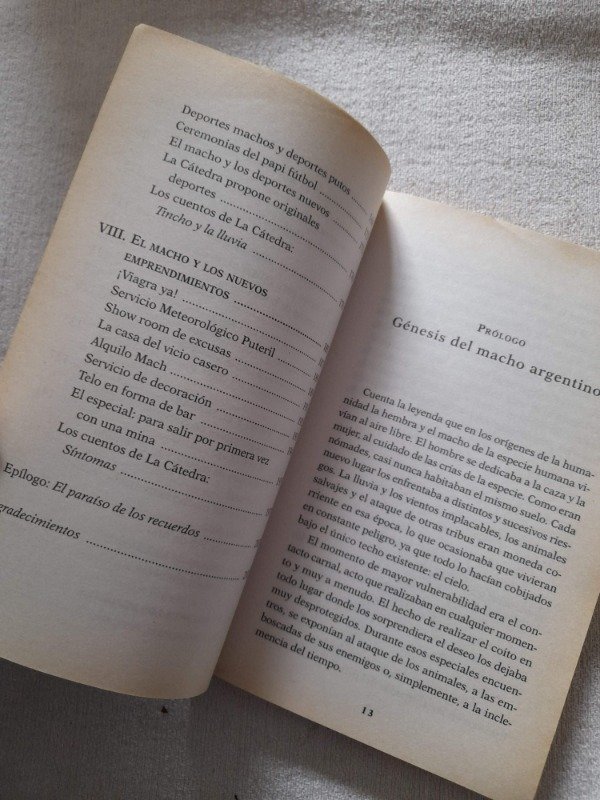 Deportes machos y deportes putos
Ceremonias del papi fútbol
El macho y los deportes nuevos
La Cátedra propone originales
deportes
Los cuentos de La Cátedra:
Tincho y la lluvia
VIII. El macho y los nuevos
emprendimientos
¡Viagra ya!
Servicio Meteorológico Puteril
Show room de excusas
La casa del vicio casero
Alquilo Mach
Servicio de decoración
Telo en forma de bar
El especial: para salir por primera vez
con una mina
Los cuentos de La Cátedra:
Síntomas
Epílogo: El paraíso de los recuerdos
gradecimientos
Prólogo
Génesis del macho argentino
Cuenta la leyenda que en los orígenes de la huma-
nidad la hembra y el macho de la especie humana vi-
vían al aire libre. El hombre se dedicaba a la caza y la
mujer, al cuidado de las crías de la especie. Como eran
nómades, casi nunca habitaban el mismo suelo. Cada
nuevo lugar los enfrentaba a distintos y sucesivos ries-
gos. La lluvia y los vientos implacables, los animales
salvajes y el ataque de otras tribus eran moneda co-
rriente en esa época, lo que ocasionaba que vivieran
en constante peligro, ya que todo lo hacían cobijados
bajo el único techo existente: el cielo.
El momento de mayor vulnerabilidad era el con-
tacto carnal, acto que realizaban en cualquier momen-
to y muy a menudo. El hecho de realizar el coito en
todo lugar donde los sorprendiera el deseo los dejaba
muy desprotegidos. Durante esos especiales encuen-
tros, se exponían al ataque de los animales, a las em-
boscadas de sus enemigos o, simplemente, a la incle-
mencia del tiempo.
13